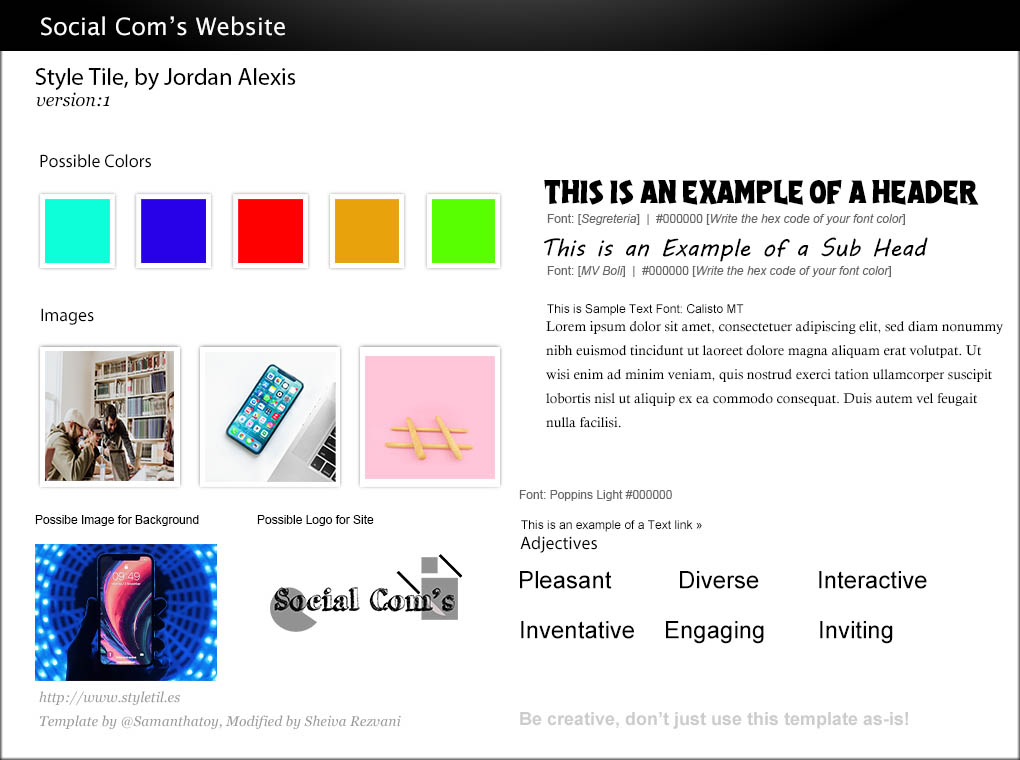 Social Com’s Website
Style Tile, by Jordan Alexis
version:1
Possible Colors
Images
Possibe Image for Background
Possible Logo for Site
09:49
Social Com's
http://www.styletil.es
Template by @Samanthatoy, Modified by Sheiva Rezvani
THIS IS AN EXAMPLE OF A HEADER
Font: [Segreteria] | #000000 [Write the hex code of your font color]
This is an Example of a Sub Head
Font: [MV Boli] | #000000 [Write the hex code of your font color]
This is Sample Text Font: Calisto MT
Lorem ipsum dolor sit amet, consectetuer adipiscing elit, sed diam nonummy
nibh euismod tincidunt ut laoreet dolore magna aliquam erat volutpat. Ut
wisi enim ad minim veniam, quis nostrud exerci tation ullamcorper suscipit
lobortis nisl ut aliquip ex ea commodo consequat. Duis autem vel feugait
nulla facilisi.
Font: Poppins Light #000000
This is an example of a Text link »
Adjectives
Pleasant Diverse Interactive
Inventative Engaging Inviting
Be creative, don’t just use this template as-is!